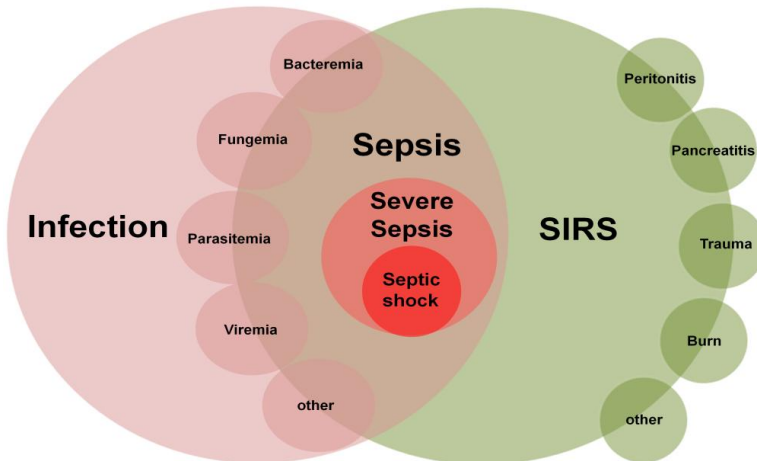 Bacteremia
Peritonitis
Fungemia
Sepsis
Pancreatitis
Severe
Sepsis
Infection
SIRS
Parasitemia
Trauma
Septic
shock
Viremia
Burn
other
other